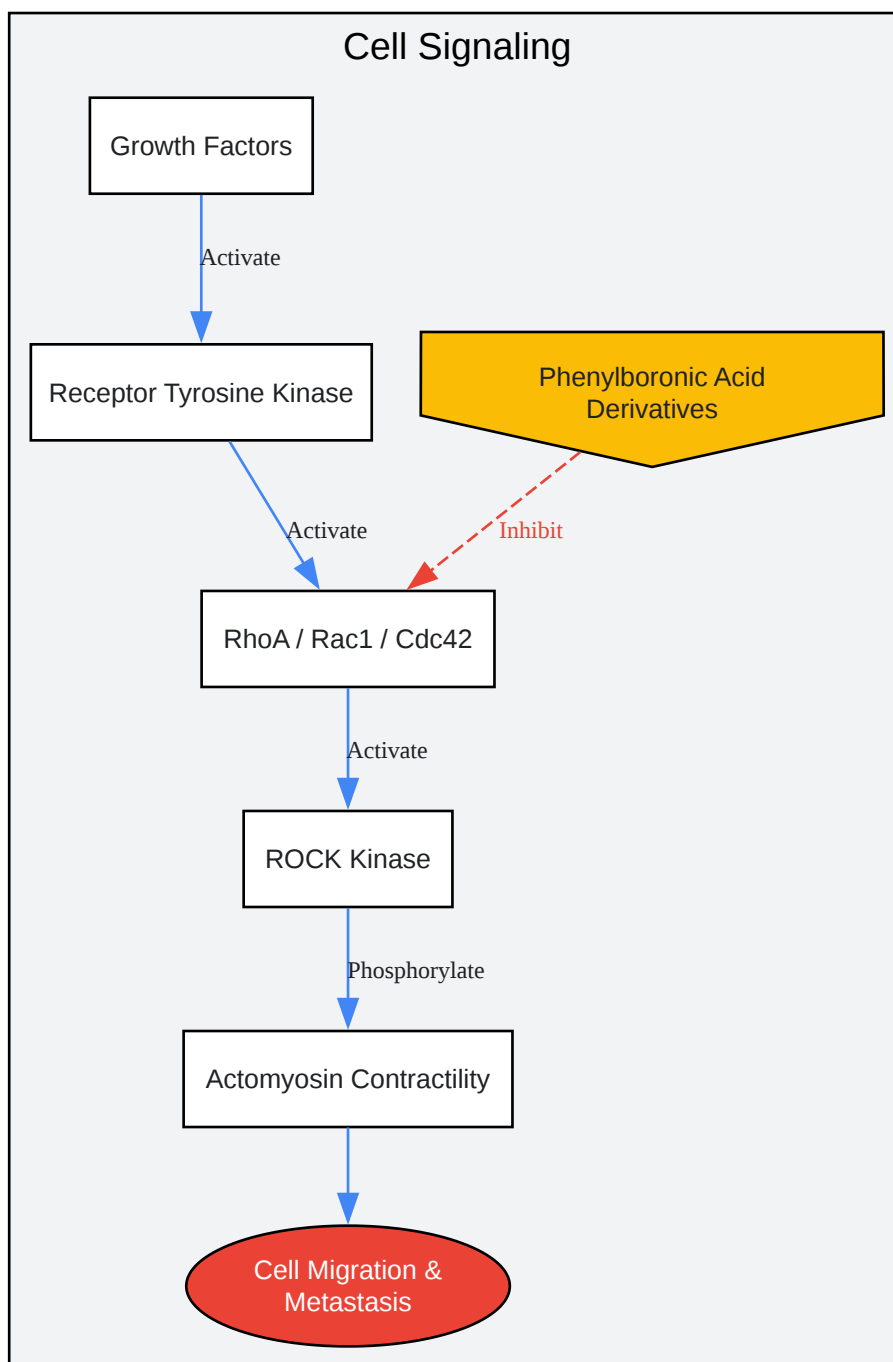 Cell Signaling
Growth Factors
Activate
Receptor Tyrosine Kinase
Phenylboronic Acid
Derivatives
Activate
Inhibit
RhoA / Rac1 / Cdc42
Activate
ROCK Kinase
Phosphorylate
Actomyosin Contractility
Cell Migration &
Metastasis